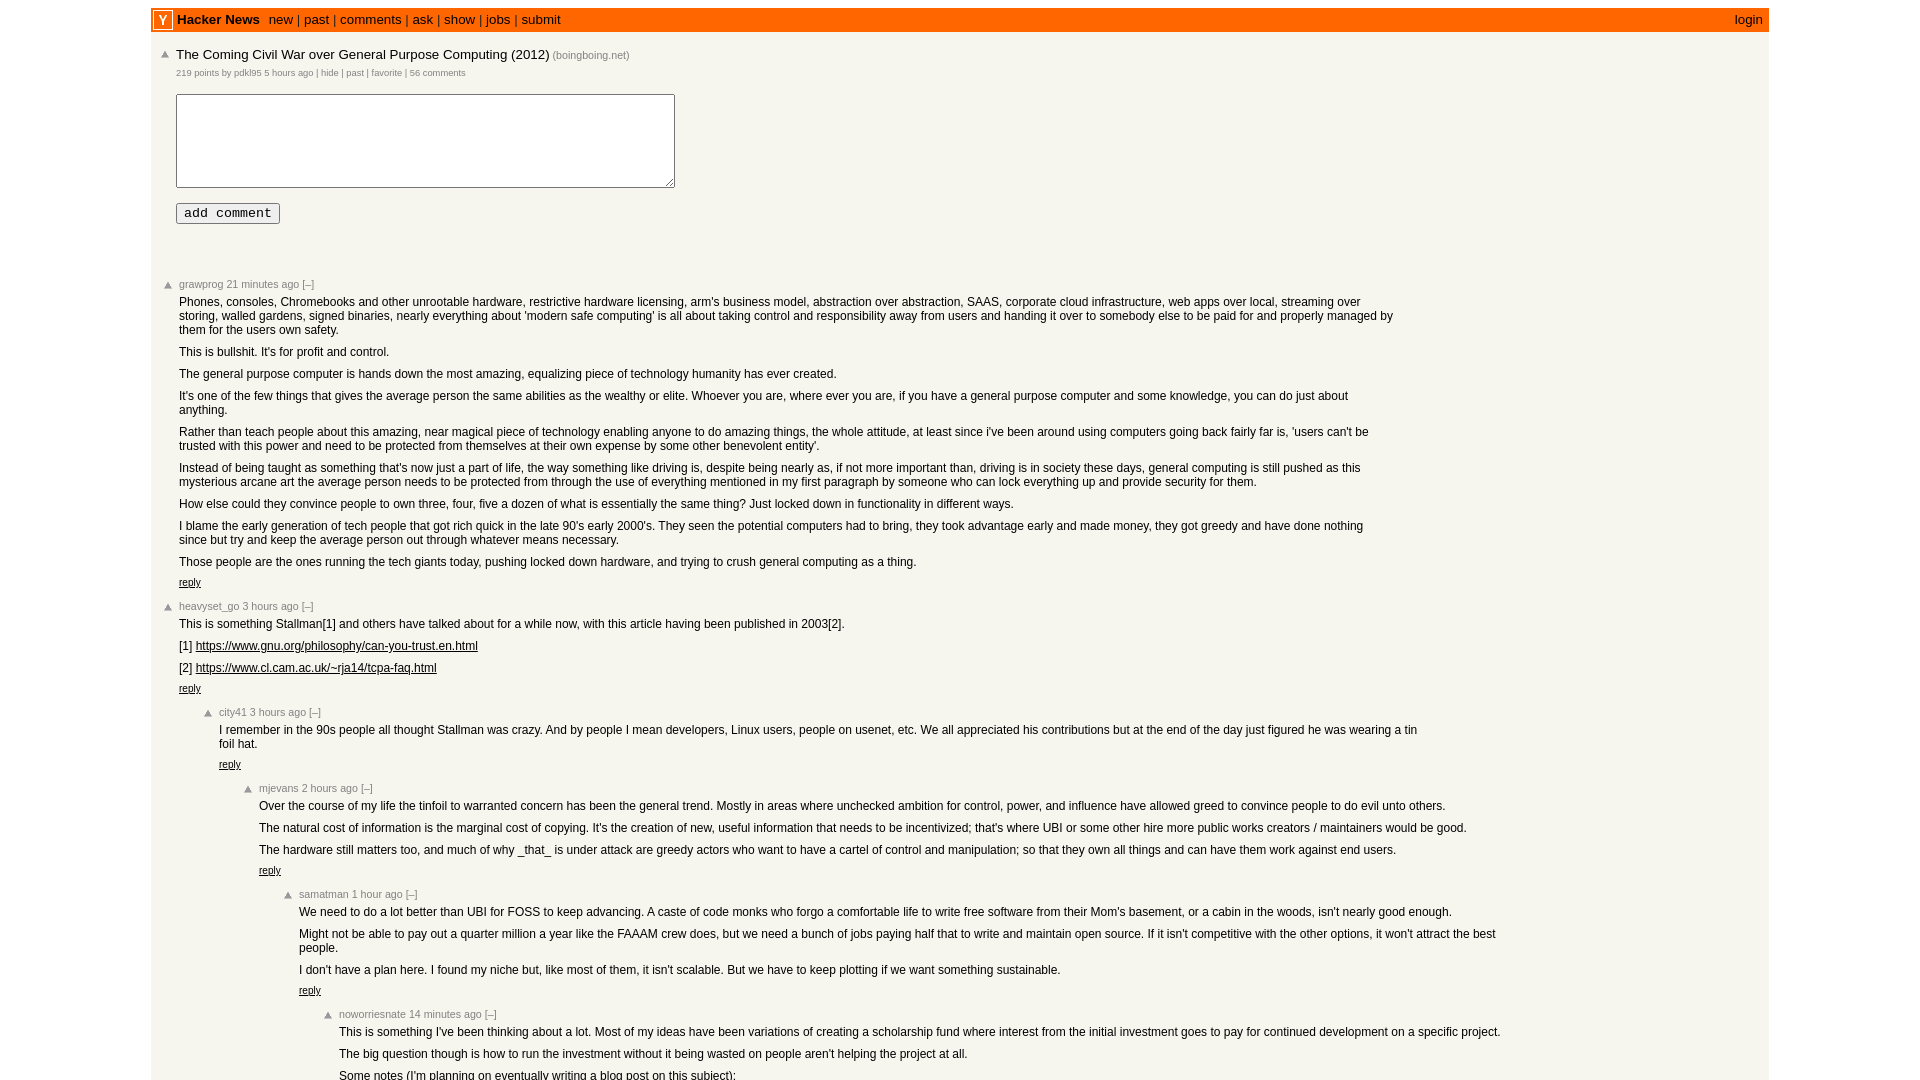 Y Hacker News new | past | comments | ask | show | jobs | submit login
The Coming Civil War over General Purpose Computing (2012) (boingboing.net)
219 points by pdkl95 5 hours ago | hide | past | favorite | 56 comments
add comment
grawprog 21 minutes ago [–]
Phones, consoles, Chromebooks and other unrootable hardware, restrictive hardware licensing, arm's business model, abstraction over abstraction, SAAS, corporate cloud infrastructure, web apps over local, streaming over
storing, walled gardens, signed binaries, nearly everything about 'modern safe computing' is all about taking control and responsibility away from users and handing it over to somebody else to be paid for and properly managed by
them for the users own safety.
This is bullshit. It's for profit and control.
The general purpose computer is hands down the most amazing, equalizing piece of technology humanity has ever created.
It's one of the few things that gives the average person the same abilities as the wealthy or elite. Whoever you are, where ever you are, if you have a general purpose computer and some knowledge, you can do just about
anything.
Rather than teach people about this amazing, near magical piece of technology enabling anyone to do amazing things, the whole attitude, at least since i've been around using computers going back fairly far is, 'users can't be
trusted with this power and need to be protected from themselves at their own expense by some other benevolent entity'.
Instead of being taught as something that's now just a part of life, the way something like driving is, despite being nearly as, if not more important than, driving is in society these days, general computing is still pushed as this
mysterious arcane art the average person needs to be protected from through the use of everything mentioned in my first paragraph by someone who can lock everything up and provide security for them.
How else could they convince people to own three, four, five a dozen of what is essentially the same thing? Just locked down in functionality in different ways.
I blame the early generation of tech people that got rich quick in the late 90's early 2000's. They seen the potential computers had to bring, they took advantage early and made money, they got greedy and have done nothing
since but try and keep the average person out through whatever means necessary.
Those people are the ones running the tech giants today, pushing locked down hardware, and trying to crush general computing as a thing.
reply
heavyset_go 3 hours ago [–]
This is something Stallman[1] and others have talked about for a while now, with this article having been published in 2003[2].
[1] https://www.gnu.org/philosophy/can-you-trust.en.html
[2] https://www.cl.cam.ac.uk/~rja14/tcpa-faq.html
reply
city41 3 hours ago [–]
I remember in the 90s people all thought Stallman was crazy. And by people I mean developers, Linux users, people on usenet, etc. We all appreciated his contributions but at the end of the day just figured he was wearing a tin
foil hat.
reply
mjevans 2 hours ago [–]
Over the course of my life the tinfoil to warranted concern has been the general trend. Mostly in areas where unchecked ambition for control, power, and influence have allowed greed to convince people to do evil unto others.
The natural cost of information is the marginal cost of copying. It's the creation of new, useful information that needs to be incentivized; that's where UBI or some other hire more public works creators / maintainers would be good.
The hardware still matters too, and much of why _that_ is under attack are greedy actors who want to have a cartel of control and manipulation; so that they own all things and can have them work against end users.
reply
samatman 1 hour ago [–]
We need to do a lot better than UBI for FOSS to keep advancing. A caste of code monks who forgo a comfortable life to write free software from their Mom's basement, or a cabin in the woods, isn't nearly good enough.
Might not be able to pay out a quarter million a year like the FAAAM crew does, but we need a bunch of jobs paying half that to write and maintain open source. If it isn't competitive with the other options, it won't attract the best
people.
I don't have a plan here. I found my niche but, like most of them, it isn't scalable. But we have to keep plotting if we want something sustainable.
reply
noworriesnate 14 minutes ago [–]
This is something I've been thinking about a lot. Most of my ideas have been variations of creating a scholarship fund where interest from the initial investment goes to pay for continued development on a specific project.
The big question though is how to run the investment without it being wasted on people aren't helping the project at all.
Some notes (I'm planning on eventually writing a blog post on this subject):